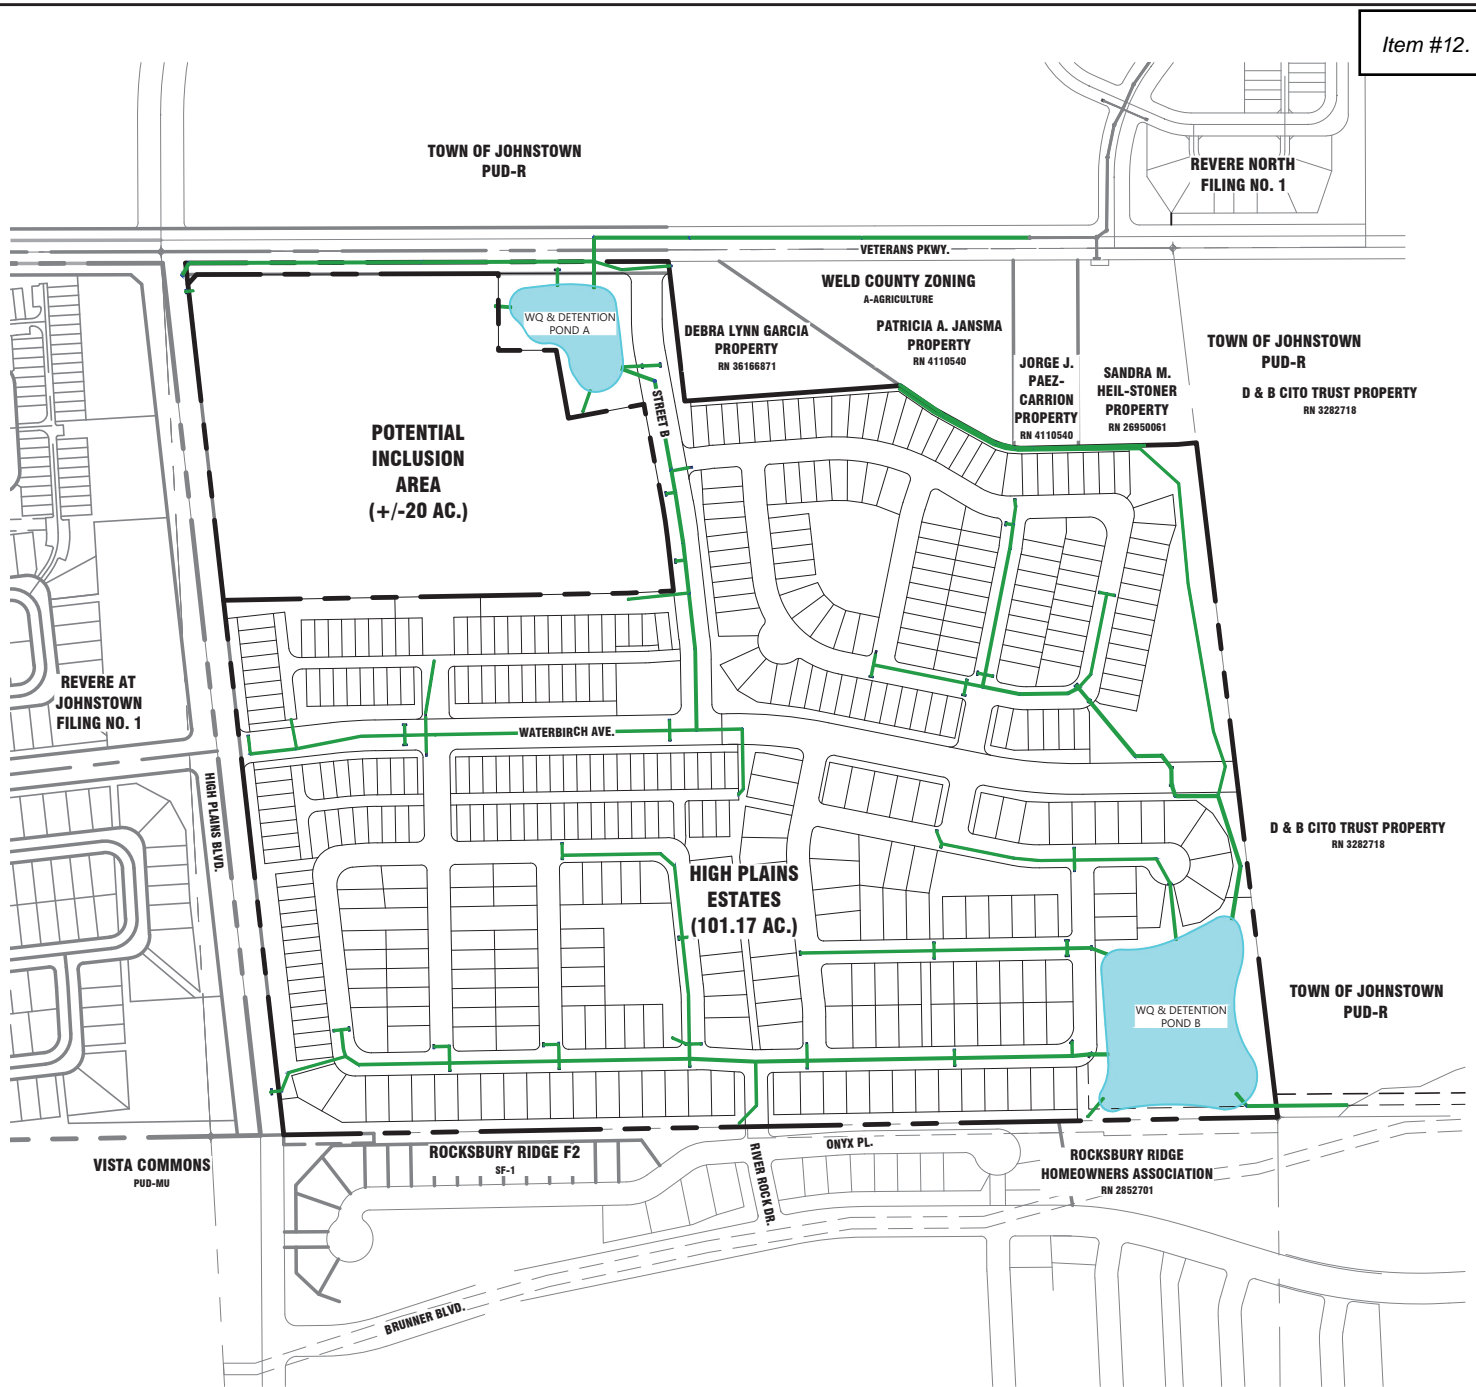 Item #12.
TOWN OF JOHNSTOWN
PUD-R
REVERE NORTH
FILING NO. 1
VETERANS PKWY.
WELD COUNTY ZONING
A-AGRICULTURE
WQ & DETENTION
POND A
DEBRA LYNN GARCIA
PROPERTY
RN 36166871
PATRICIA A. JANSMA
PROPERTY
RN 4110540
JORGE J.
PAEZ-
CARRION
PROPERTY
RN 4110540
SANDRA M.
HEIL-STONER
PROPERTY
RN 26950061
TOWN OF JOHNSTOWN
PUD-R
D & B CITO TRUST PROPERTY
RN 3282718
STREET B
POTENTIAL
INCLUSION
AREA
(+/-20 AC.)
REVERE AT
JOHNSTOWN
FILING NO. 1
WATERBIRCH AVE.
HIGH PLAINS BLVD.
D & B CITO TRUST PROPERTY
RN 3282718
HIGH PLAINS
ESTATES
(101.17 AC.)
WQ & DETENTION
POND B
TOWN OF JOHNSTOWN
PUD-R
VISTA COMMONS
PUD-MU
ROCKSBURY RIDGE F2
SF-1
RIVER ROCK DR.
ONYX PL.
ROCKSBURY RIDGE
HOMEOWNERS ASSOCIATION
RN 2852701
BRUNNER BLVD.